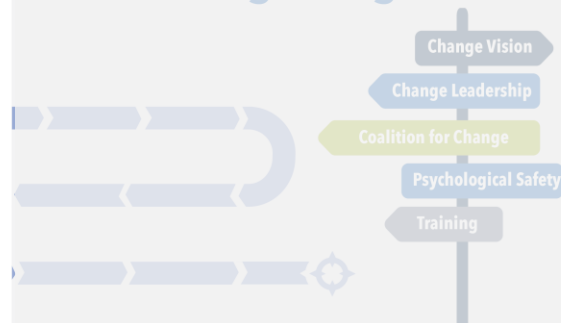 Change Vision
Change Leadership
Coalition for Change
Psychological Safety
Training